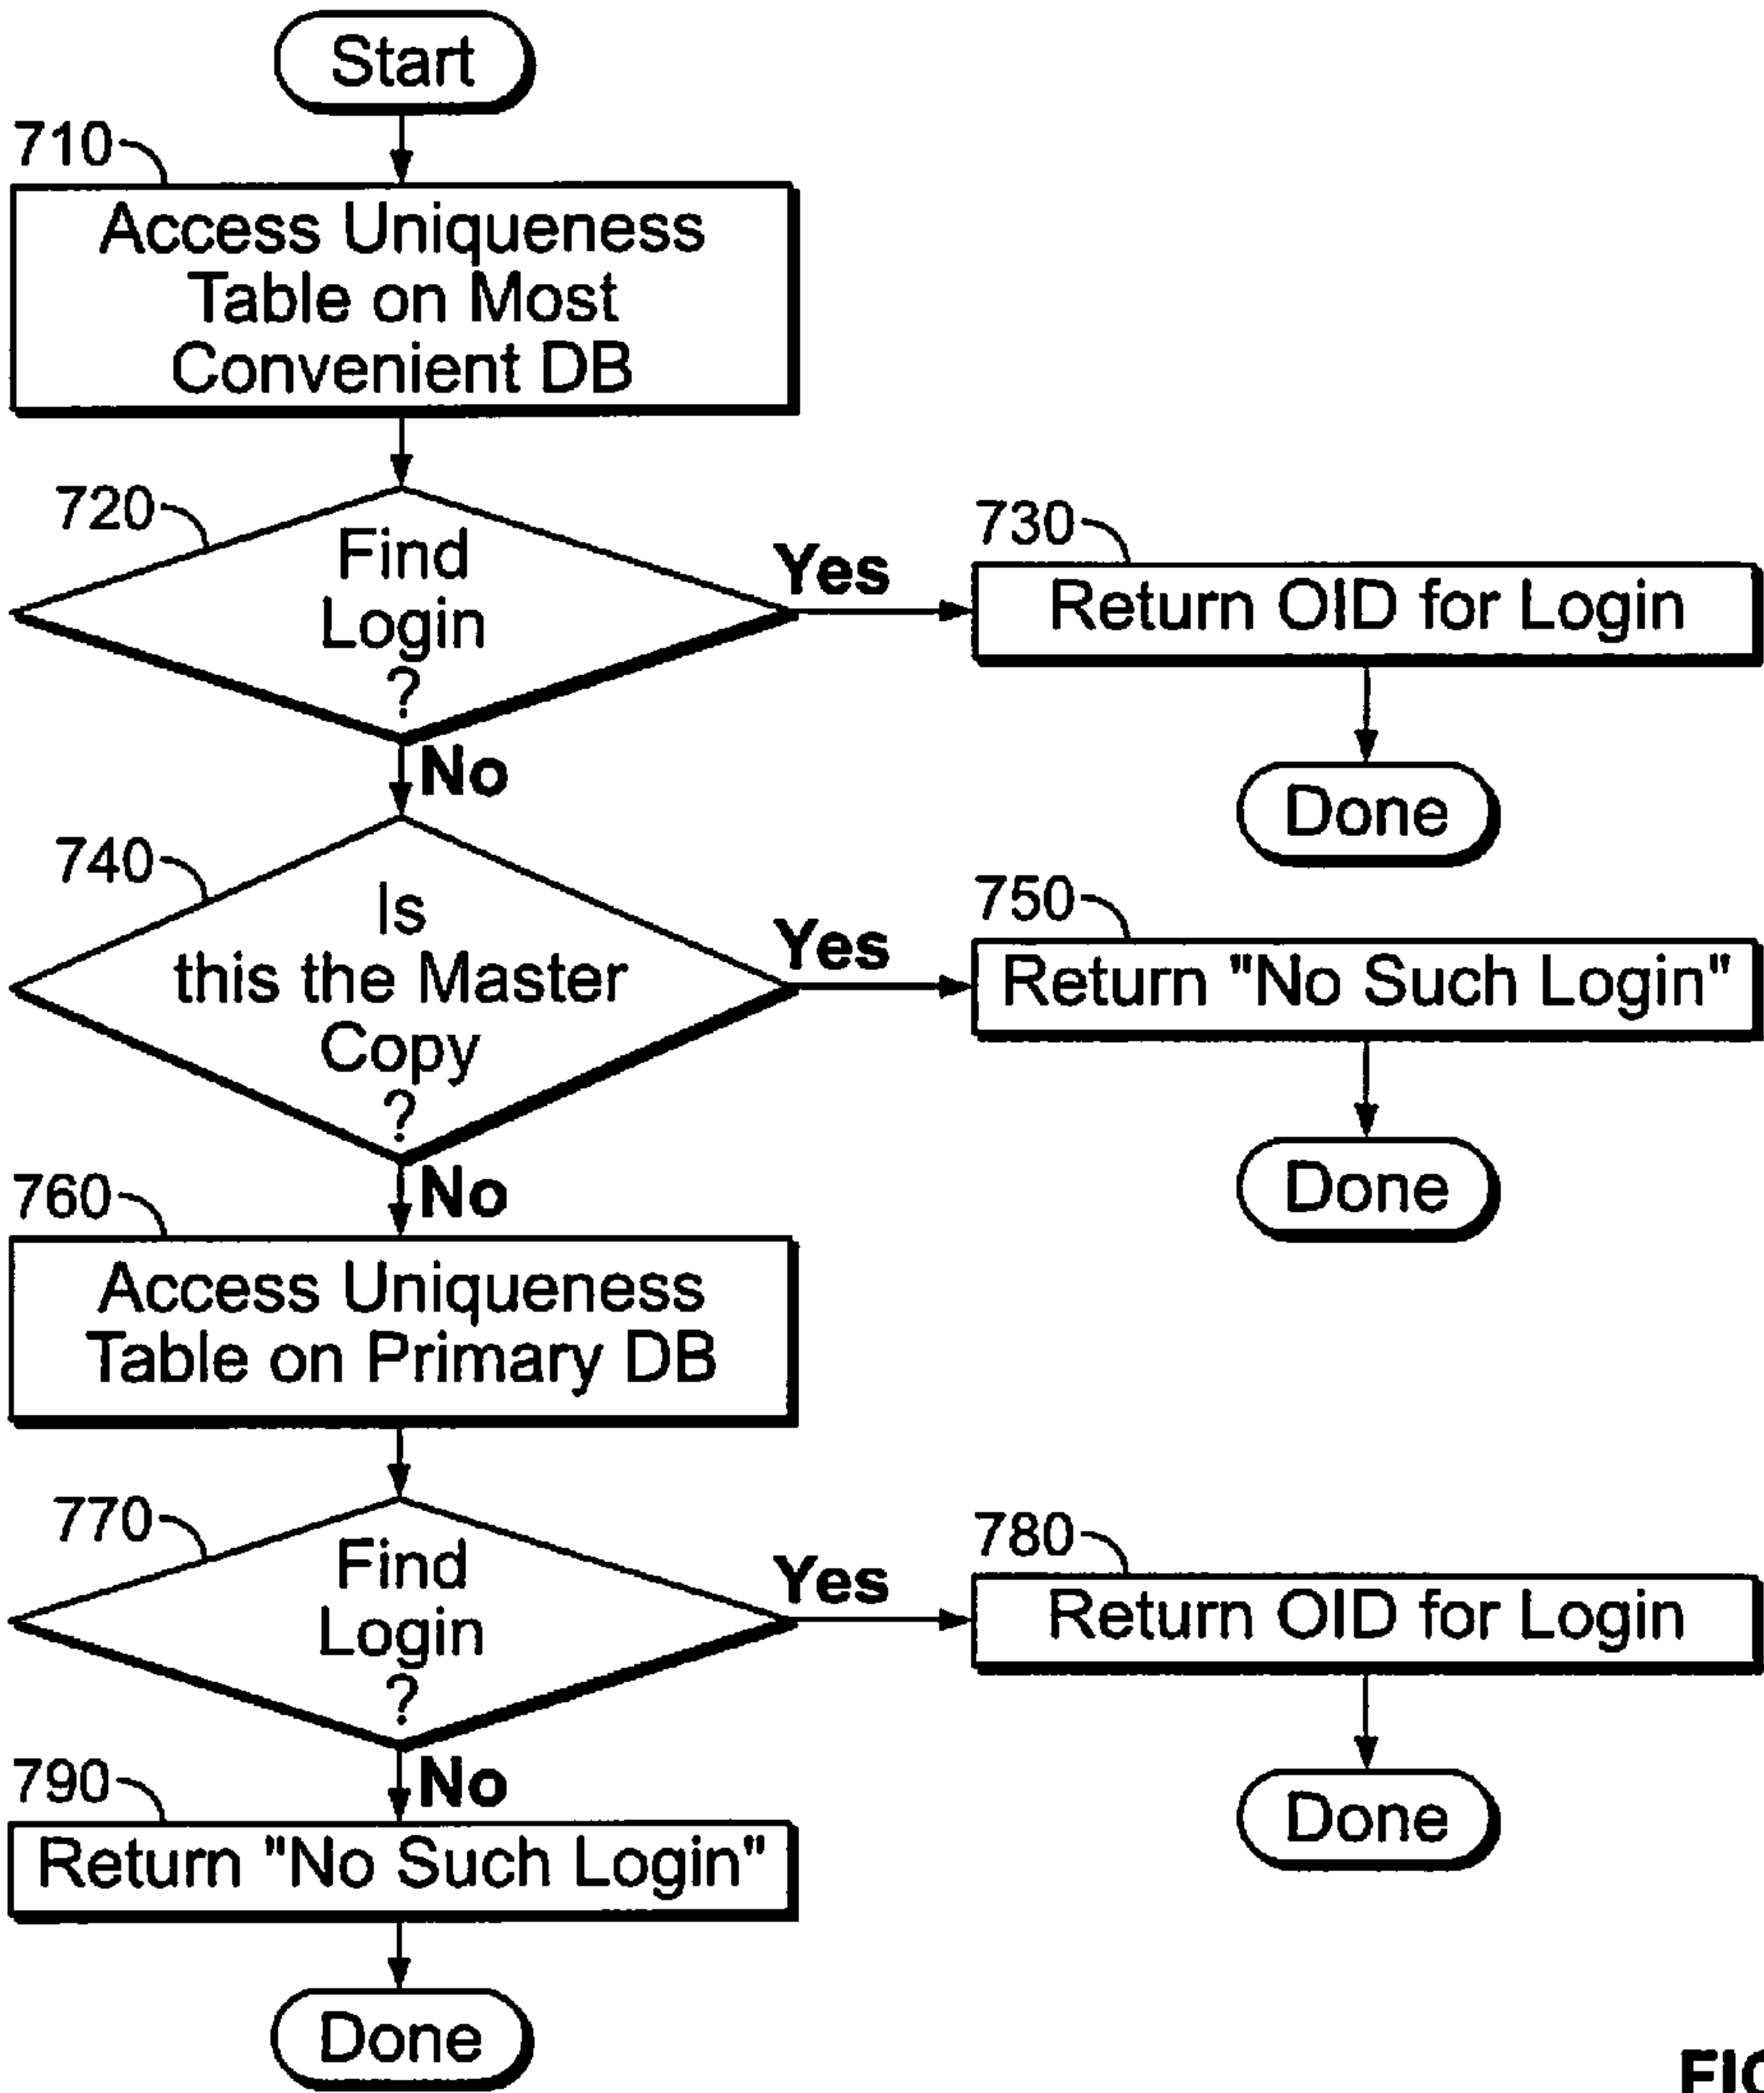 Start
710
Access Uniqueness
Table on Most
Convenient DB
720
Find
Login
?
Yes
730
Return OID for Login
Done
No
740
Is
this the Master
Copy
?
Yes
750
Return "No Such Login"
Done
No
760
Access Uniqueness
Table on Primary DB
770
Find
Login
?
Yes
780
Return OID for Login
Done
No
790
Return "No Such Login"
Done